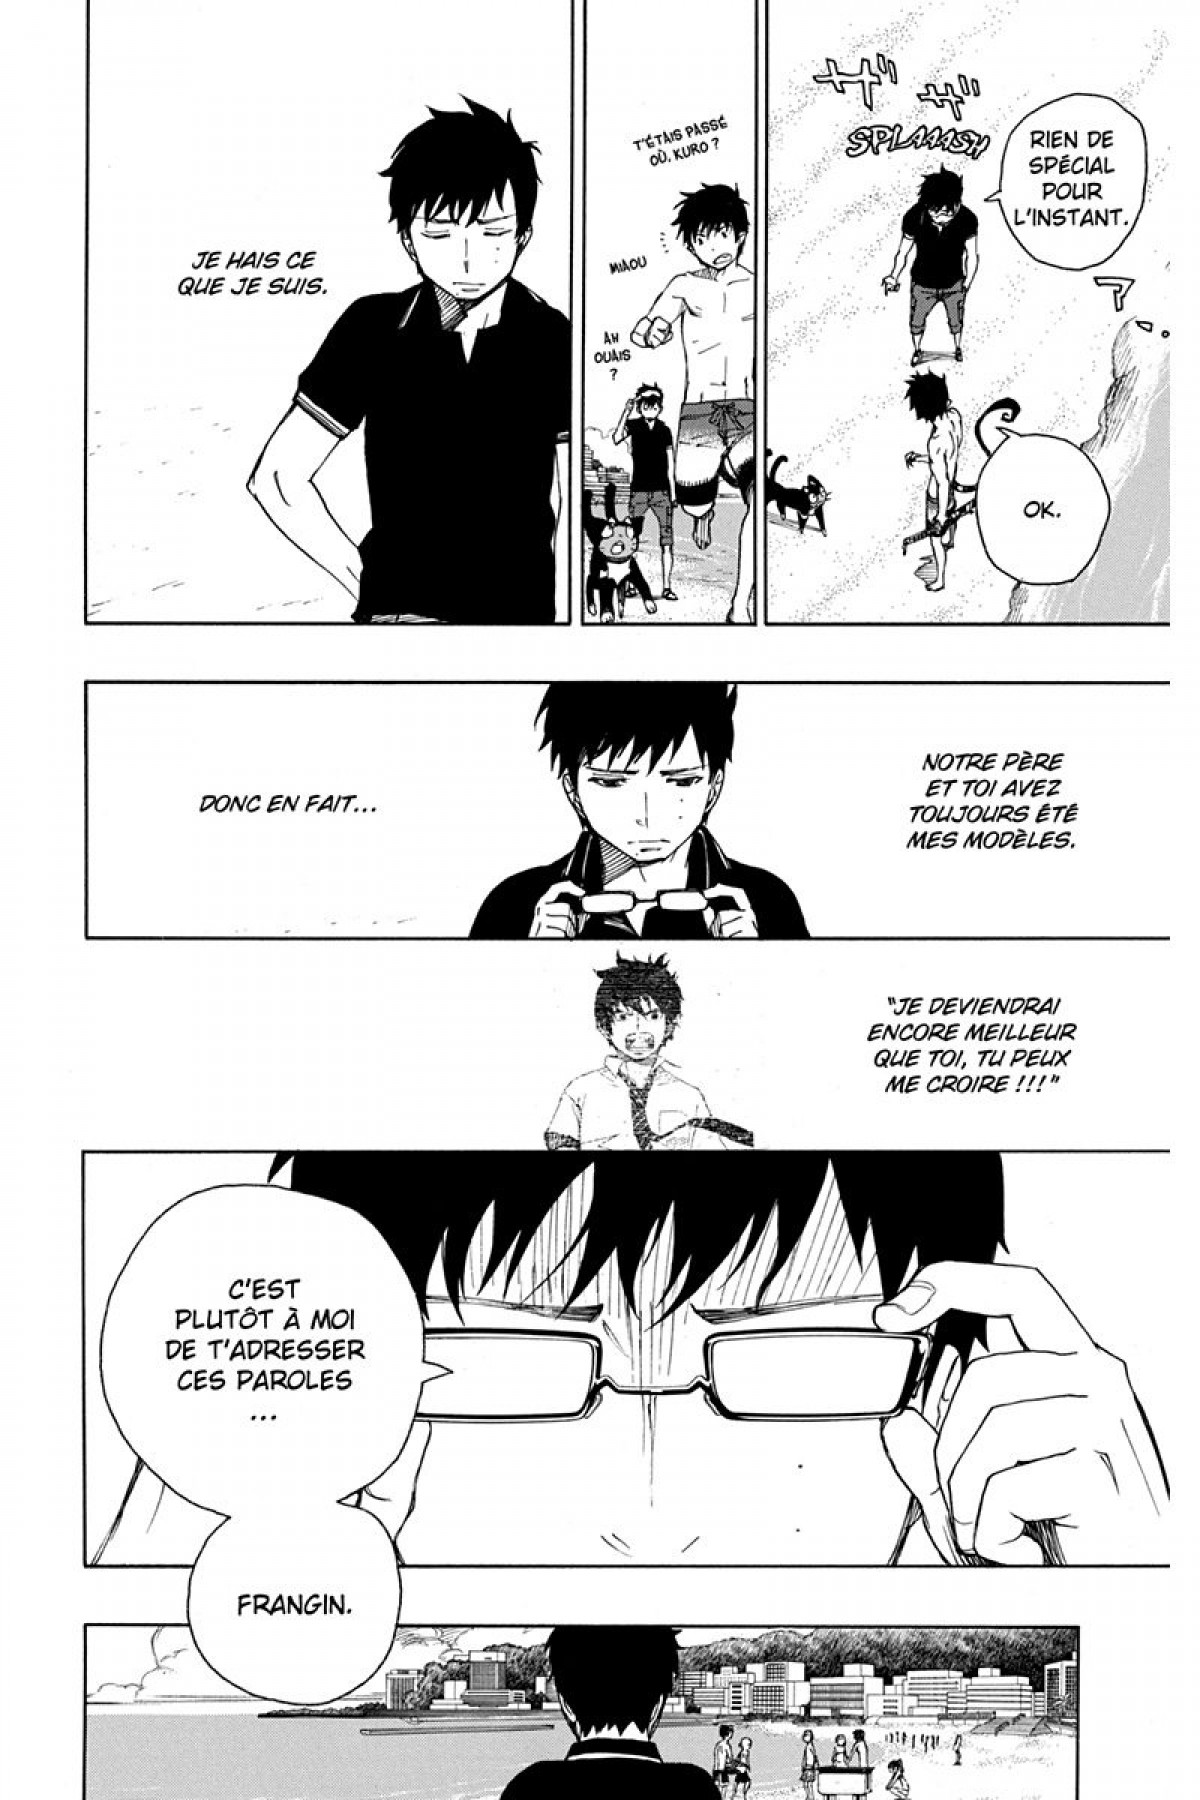 ザザ
SPLAAASH
RIEN DE
SPÉCIAL
POUR
L'INSTANT.
OK.
T'ÉTAIS PASSÉ
OÙ, KURO ?
MIAOU
AH
OUAIS
?
JE HAIS CE
QUE JE SUIS.
NOTRE PÈRE
ET TOI AVEZ
TOUJOURS ÉTÉ
MES MODÈLES.
DONC EN FAIT...
"JE DEVIENDRAI
ENCORE MEILLEUR
QUE TOI, TU PEUX
ME CROIRE !!!"
C'EST
PLUTÔT À MOI
DE T'ADRESSER
CES PAROLES
...
FRANGIN.